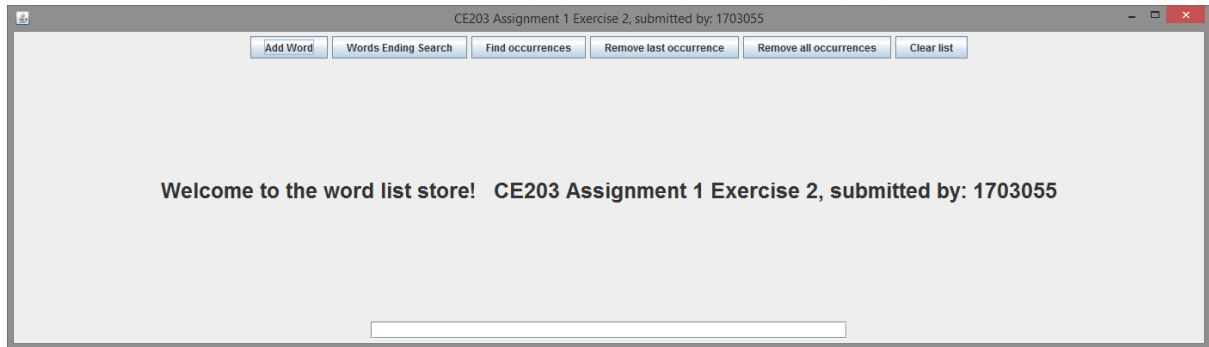 CE203 Assignment 1 Exercise 2, submitted by: 1703055
Add Word Words Ending Search Find occurrences Remove last occurrence Remove all occurrences Clear list
Welcome to the word list store!   CE203 Assignment 1 Exercise 2, submitted by: 1703055